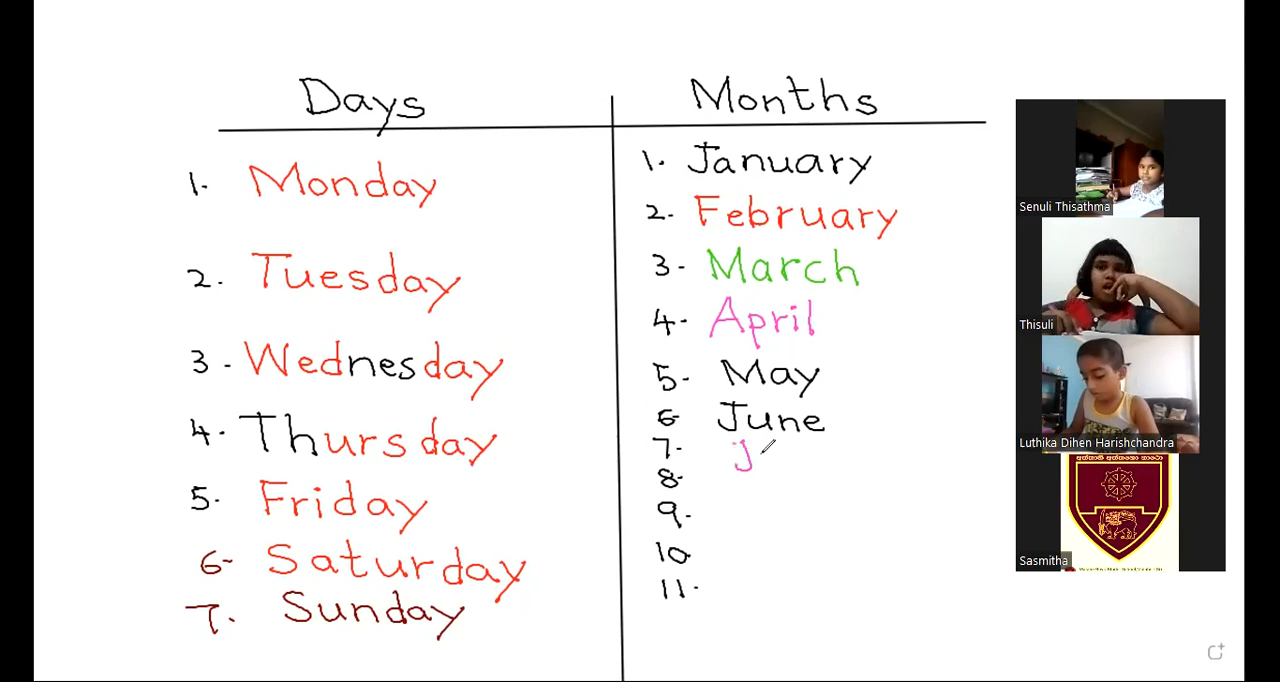 Days
Months
1. Monday
2. Tuesday
3 - Wednesday
4. Thursday
5. Friday
6- Saturday
7. Sunday
1. January
2. February
3 - March
4- April
5- May
6- June
7- J
8-
9.
10
11.
Senuli Thisathma
Thisuli
Luthika Dihen Harishchandra
Sasmitha